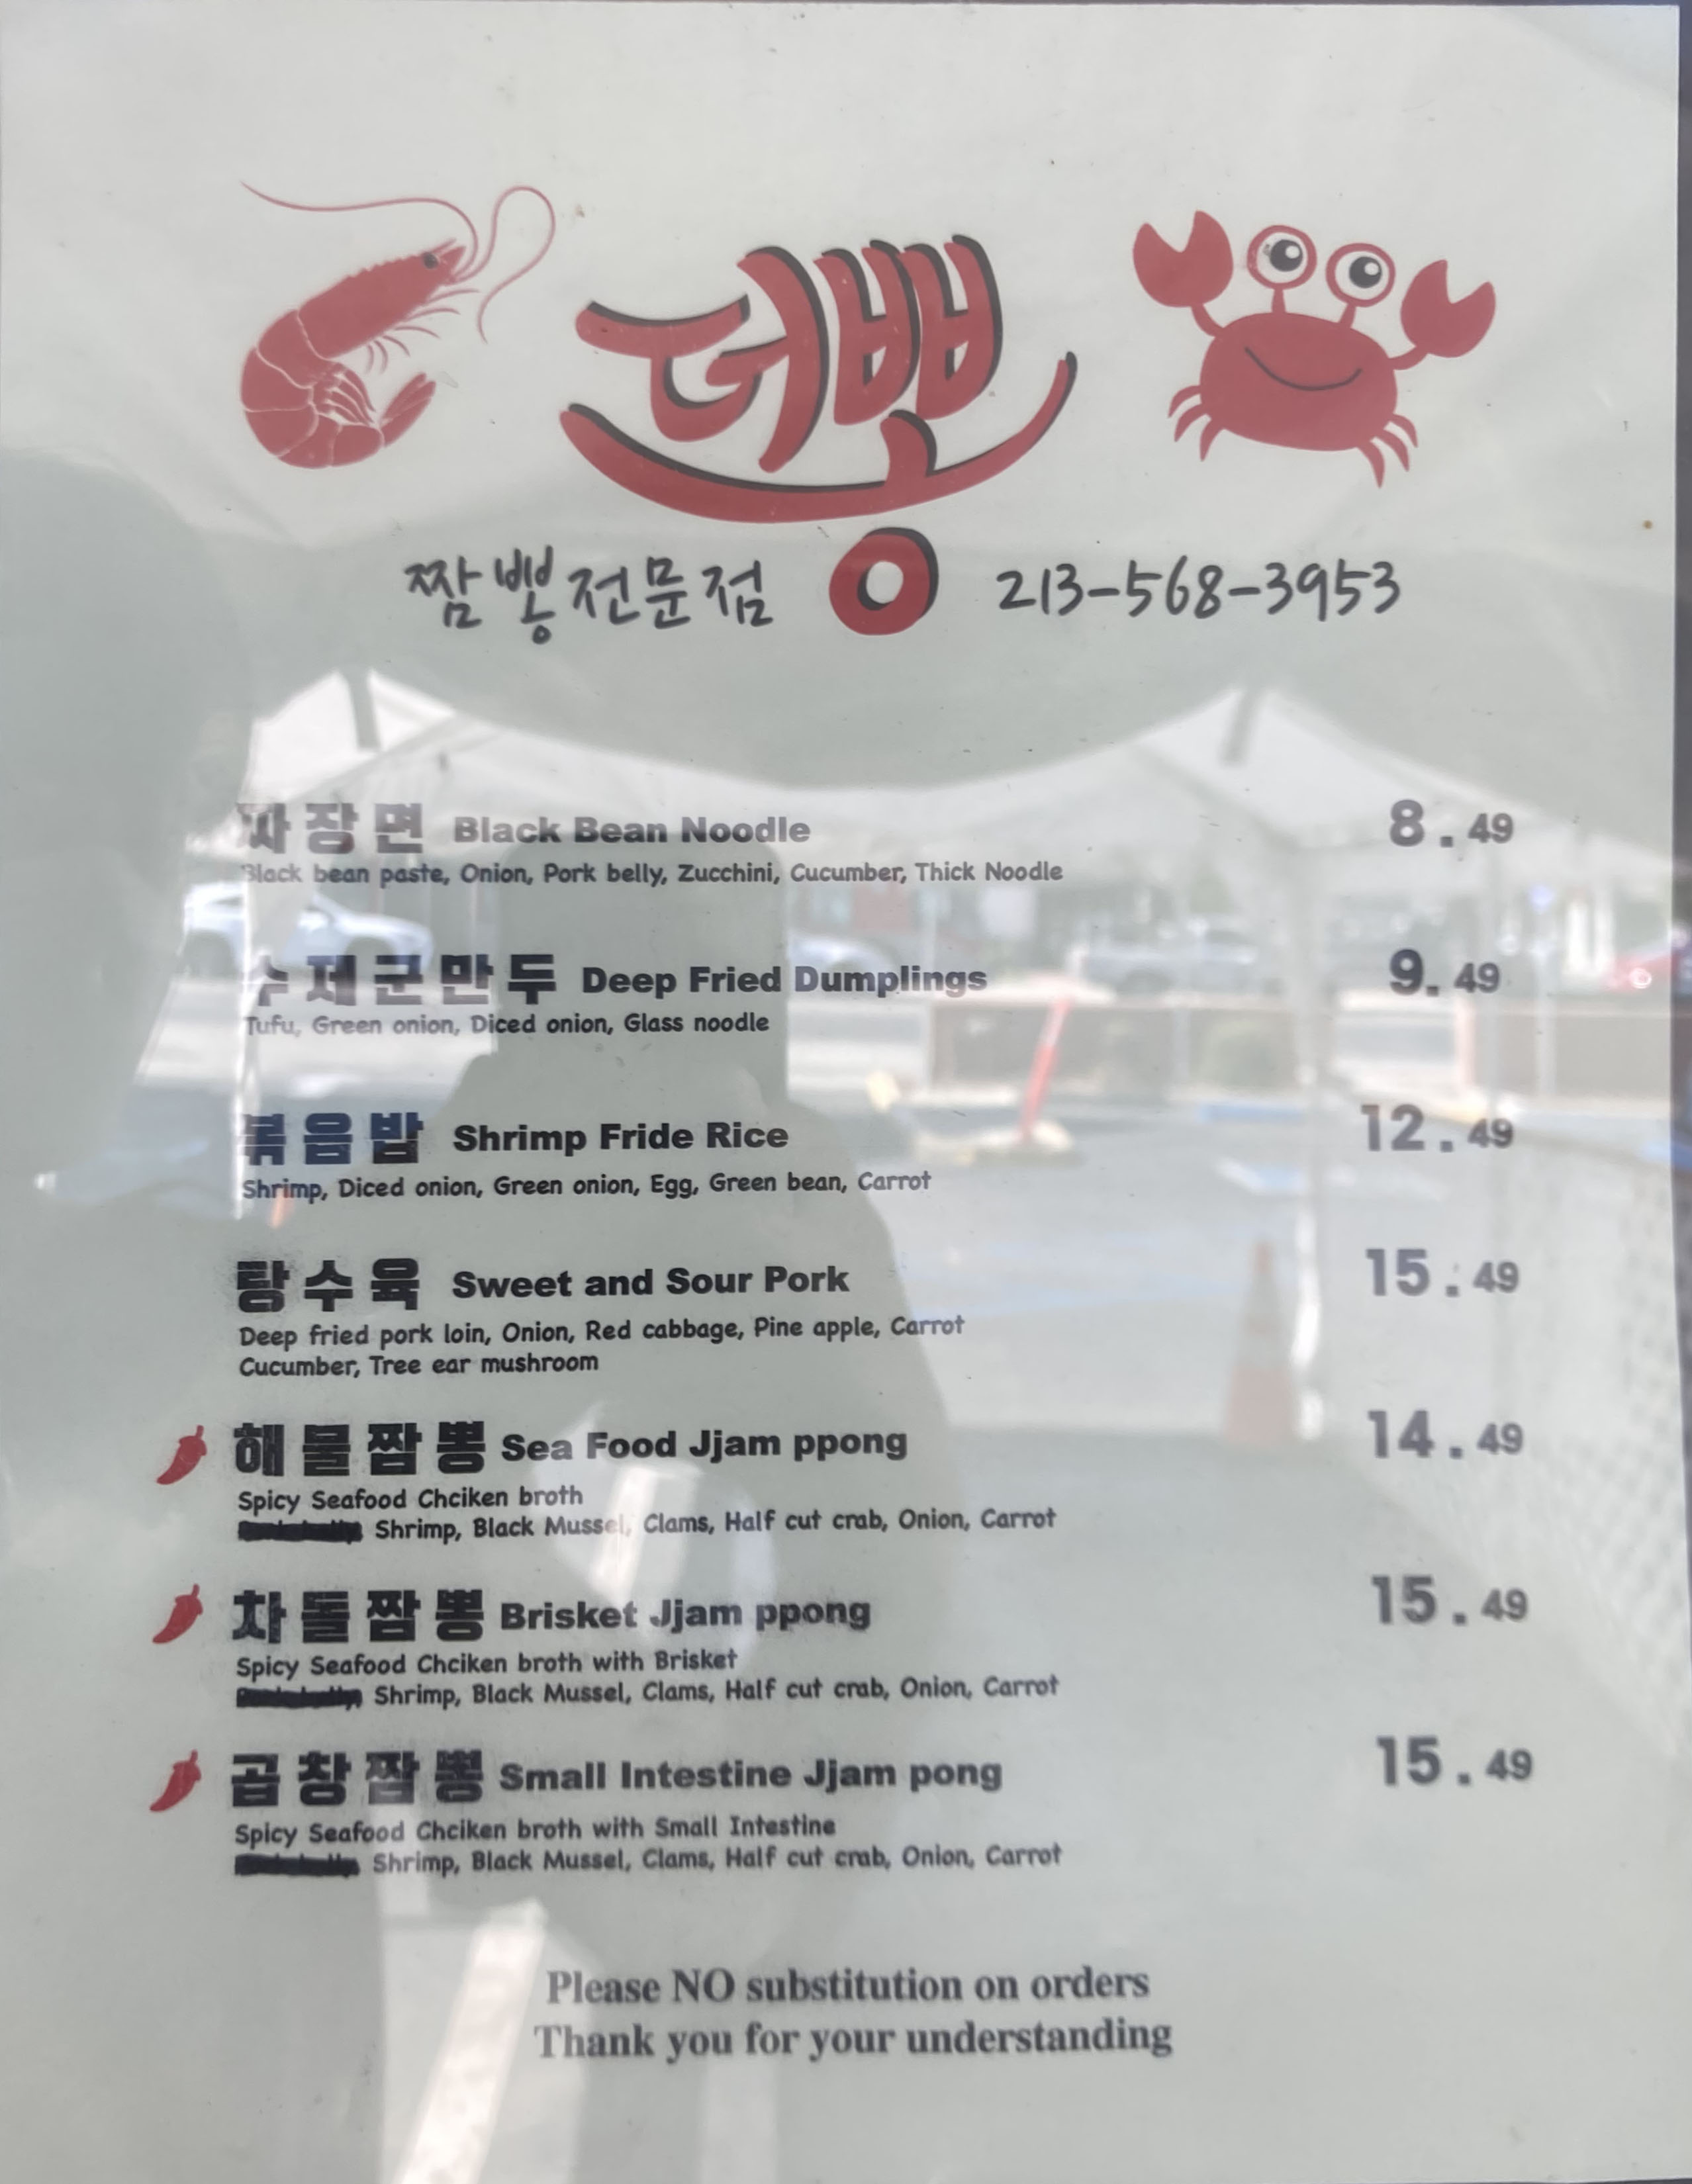 더뽕
짬뽕전문점 213-568-3953
짜장면 Black Bean Noodle 8.49
Black bean paste, Onion, Pork belly, Zucchini, Cucumber, Thick Noodle
수제군만두 Deep Fried Dumplings 9.49
Tufu, Green onion, Diced onion, Glass noodle
볶음밥 Shrimp Fride Rice 12.49
Shrimp, Diced onion, Green onion, Egg, Green bean, Carrot
탕수육 Sweet and Sour Pork 15.49
Deep fried pork loin, Onion, Red cabbage, Pine apple, Carrot
Cucumber, Tree ear mushroom
해물짬뽕 Sea Food Jjam ppong 14.49
Spicy Seafood Chciken broth
Shrimp, Black Mussel, Clams, Half cut crab, Onion, Carrot
차돌짬뽕 Brisket Jjam ppong 15.49
Spicy Seafood Chciken broth with Brisket
Shrimp, Black Mussel, Clams, Half cut crab, Onion, Carrot
곱창짬뽕 Small Intestine Jjam pong 15.49
Spicy Seafood Chciken broth with Small Intestine
Shrimp, Black Mussel, Clams, Half cut crab, Onion, Carrot
Please NO substitution on orders
Thank you for your understanding